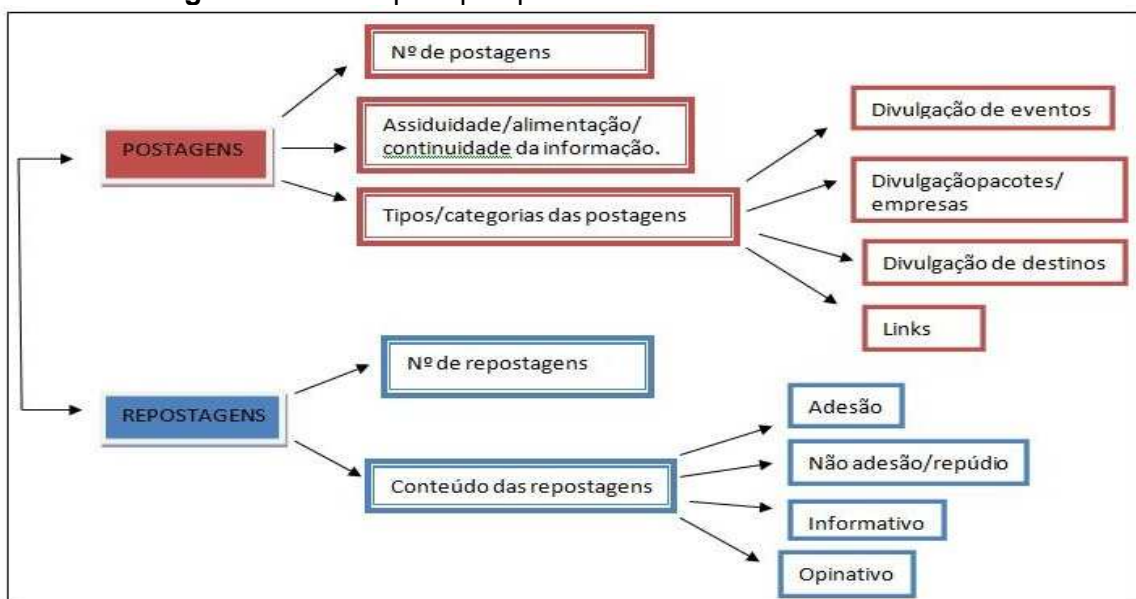 Nº de postagens
POSTAGENS
Assiduidade/alimentação/
continuidade da informação.
Tipos/categorias das postagens
Divulgação de eventos
Divulgaçãopacotes/
empresas
Divulgação de destinos
Links
REPOSTAGENS
Nº de repostagens
Conteúdo das repostagens
Adesão
Não adesão/repúdio
Informativo
Opinativo